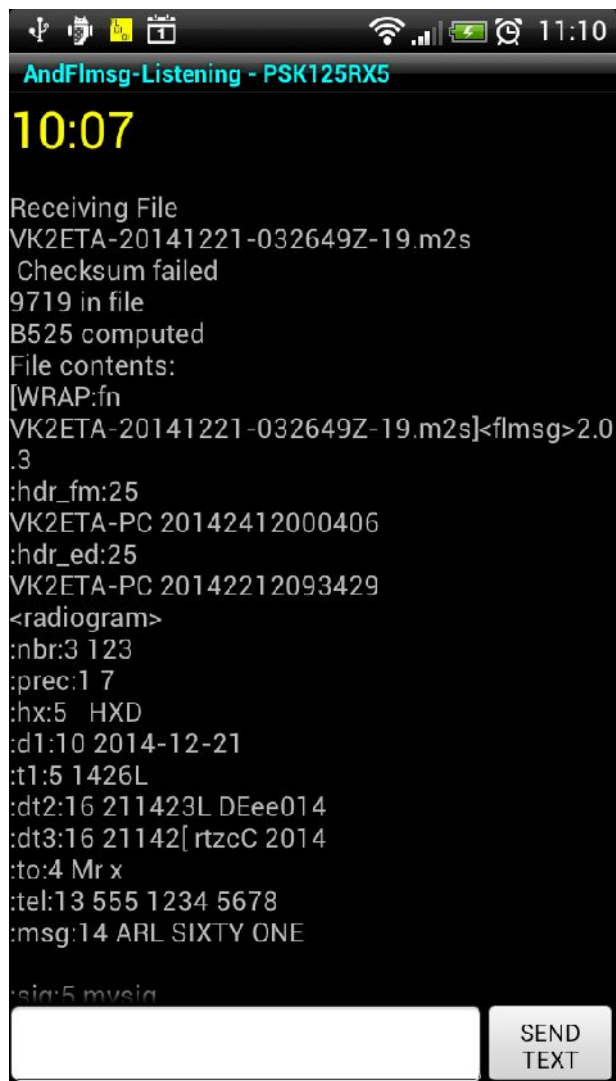 11:10
AndFlmsg-Listening - PSK125RX5
10:07
Receiving File
VK2ETA-20141221-032649Z-19.m2s
Checksum failed
9719 in file
B525 computed
File contents:
[WRAP:fn
VK2ETA-20141221-032649Z-19.m2s]<flmsg>2.0
.3
:hdr_fm:25
VK2ETA-PC 20142412000406
:hdr_ed:25
VK2ETA-PC 20142212093429
<radiogram>
:nbr:3 123
:prec:1 7
:hx:5   HXD
:d1:10 2014-12-21
:t1:5 1426L
:dt2:16 211423L DEee014
:dt3:16 21142[ rtzcC 2014
:to:4 Mr x
:tel:13 555 1234 5678
:msg:14 ARL SIXTY ONE
:sig:5 mysig
SEND
TEXT